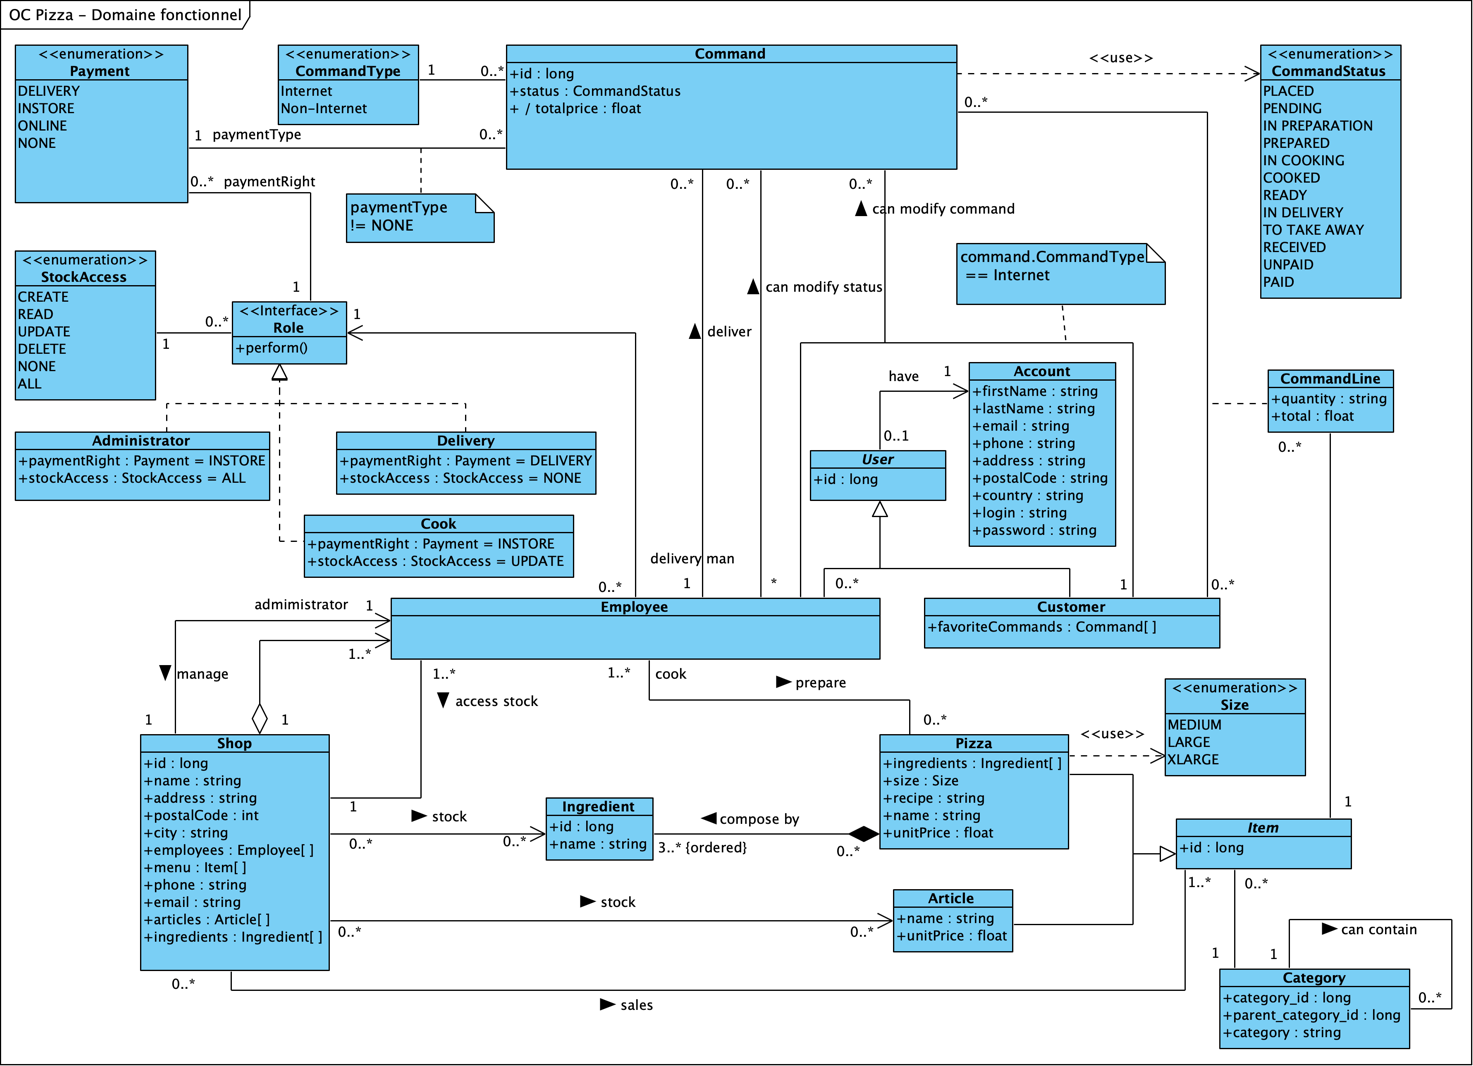 OC Pizza – Domaine fonctionnel
<<enumeration>>
Payment
DELIVERY
INSTORE
ONLINE
NONE
<<enumeration>>
CommandType
Internet
Non-Internet
1
0..*
Command
+id : long
+status : CommandStatus
+ / totalprice : float
<<use>>
<<enumeration>>
CommandStatus
PLACED
PENDING
IN PREPARATION
PREPARED
IN COOKING
COOKED
READY
IN DELIVERY
TO TAKE AWAY
RECEIVED
UNPAID
PAID
0..*
1 paymentType
0..*
0..* paymentRight
paymentType
!= NONE
0..*
0..*
0..*
can modify command
command.CommandType
== Internet
can modify status
deliver
<<enumeration>>
StockAccess
CREATE
READ
UPDATE
DELETE
NONE
ALL
1
0..*
1
<<Interface>>
Role
+perform()
1
Administrator
+paymentRight : Payment = INSTORE
+stockAccess : StockAccess = ALL
Delivery
+paymentRight : Payment = DELIVERY
+stockAccess : StockAccess = NONE
Cook
+paymentRight : Payment = INSTORE
+stockAccess : StockAccess = UPDATE
have
1
0..1
Account
+firstName : string
+lastName : string
+email : string
+phone : string
+address : string
+postalCode : string
+country : string
+login : string
+password : string
User
+id : long
CommandLine
+quantity : string
+total : float
0..*
delivery man
0..*
1
*
0..*
1
0..*
admimistrator
1
Employee
Customer
+favoriteCommands : Command[ ]
1..*
manage
1
1
1..*
access stock
1..*
cook
prepare
0..*
<<enumeration>>
Size
MEDIUM
LARGE
XLARGE
<<use>>
Shop
+id : long
+name : string
+address : string
+postalCode : int
+city : string
+employees : Employee[ ]
+menu : Item[ ]
+phone : string
+email : string
+articles : Article[ ]
+ingredients : Ingredient[ ]
1
stock
0..*
0..*
Ingredient
+id : long
+name : string
compose by
3..* {ordered}
0..*
Pizza
+ingredients : Ingredient[ ]
+size : Size
+recipe : string
+name : string
+unitPrice : float
1
Item
+id : long
1..*
0..*
stock
0..*
0..*
Article
+name : string
+unitPrice : float
0..*
sales
1
1
can contain
0..*
Category
+category_id : long
+parent_category_id : long
+category : string